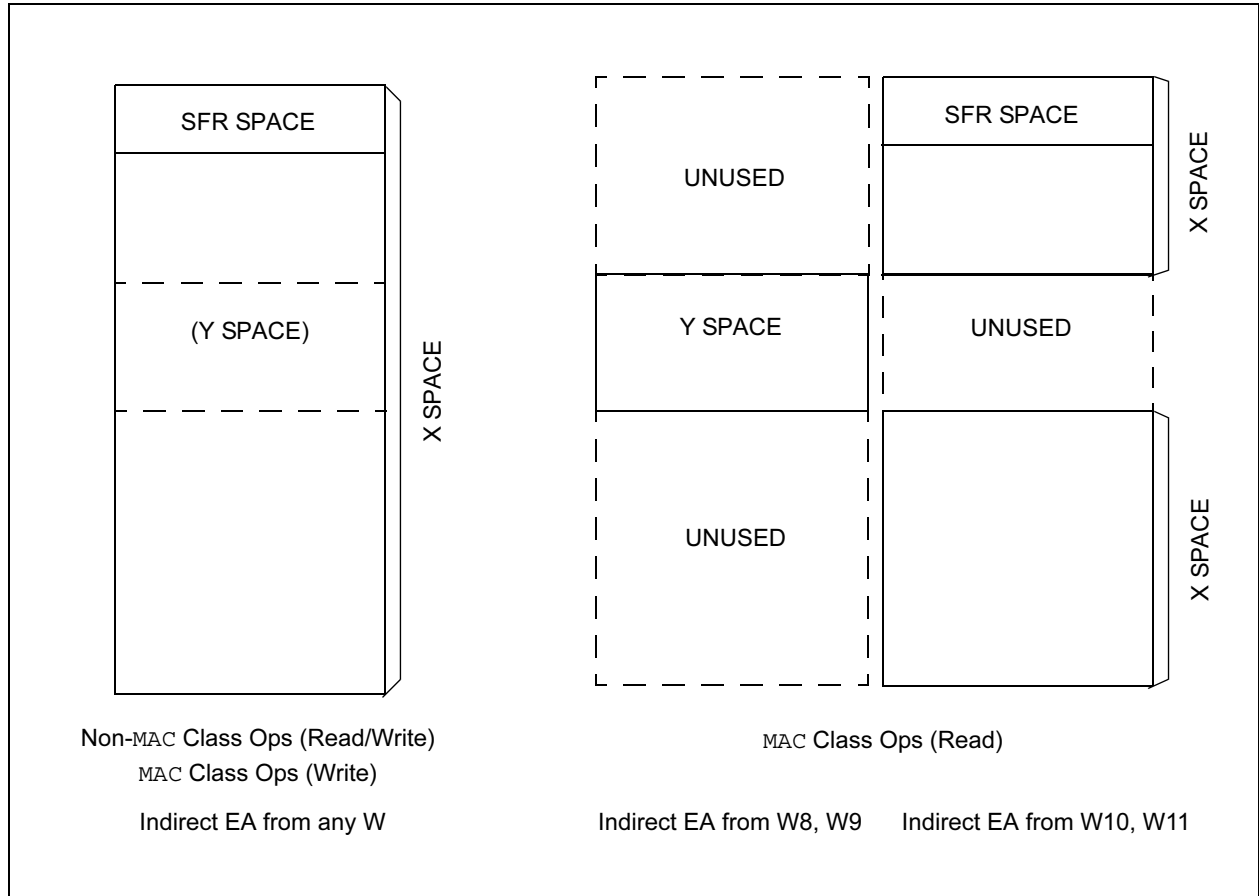 SFR SPACE
(Y SPACE)
X SPACE
Non-MAC Class Ops (Read/Write)
MAC Class Ops (Write)
Indirect EA from any W
UNUSED
Y SPACE
UNUSED
SFR SPACE
X SPACE
UNUSED
X SPACE
MAC Class Ops (Read)
Indirect EA from W8, W9
Indirect EA from W10, W11